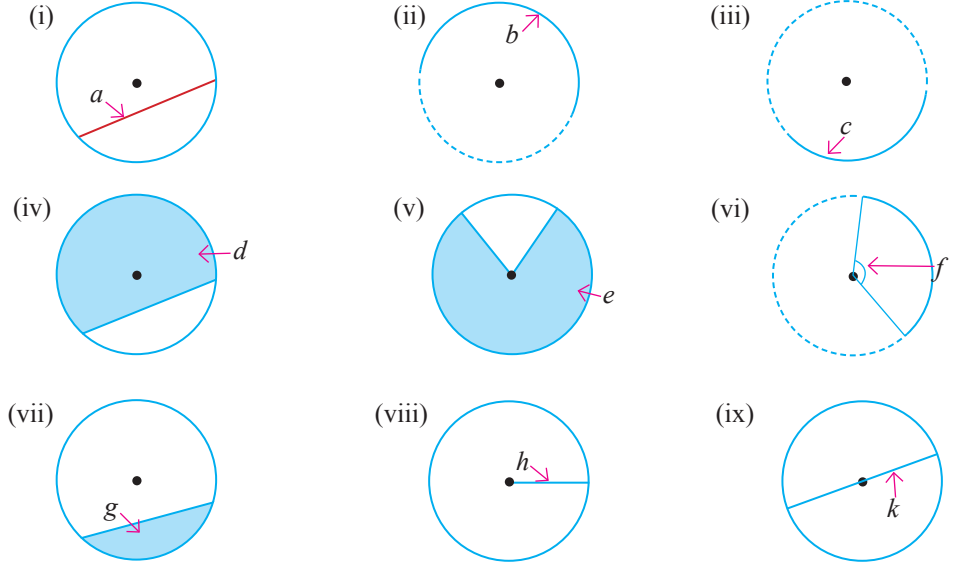 (i)
(ii)
(iii)
a
b
c
(iv)
(v)
(vi)
d
e
f
(vii)
(viii)
(ix)
g
h
k